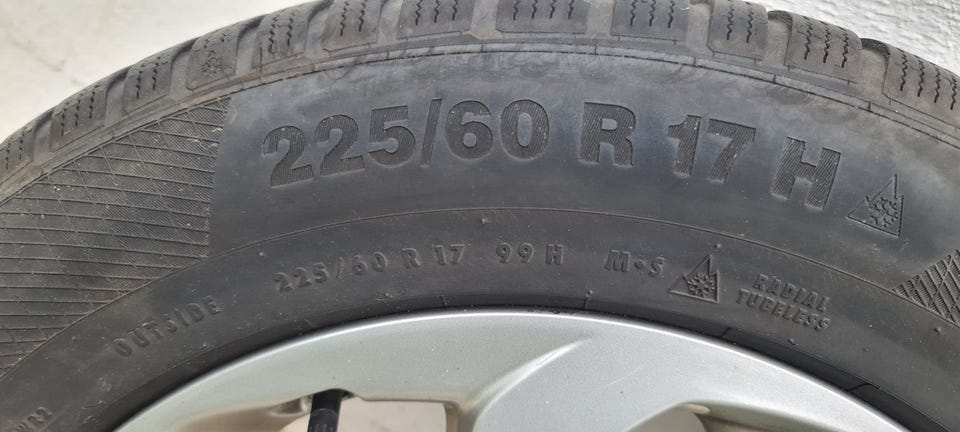 225/60 R 17 H
225/60 R 17 99 H M•S
RADIAL
TUBELESS
OUTSIDE